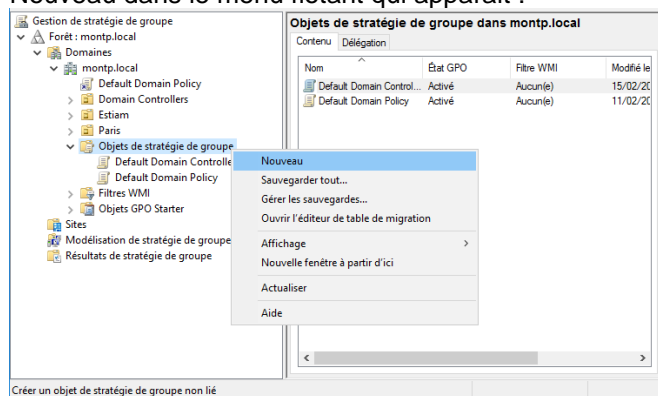 Nouveau dans le menu listant qui apparaît :
Gestion de stratégie de groupe
Forêt : montp.local
Domaines
montp.local
Default Domain Policy
Domain Controllers
Estiam
Paris
Objets de stratégie de groupe
Default Domain Controlle
Default Domain Policy
Filtres WMI
Objets GPO Starter
Sites
Modélisation de stratégie de groupe
Résultats de stratégie de groupe
Objets de stratégie de groupe dans montp.local
Contenu Délégation
Nom État GPO Filtre WMI Modifié le
Default Domain Control... Activé Aucun(e) 15/02/20
Default Domain Policy Activé Aucun(e) 11/02/20
Nouveau
Sauvegarder tout...
Gérer les sauvegardes...
Ouvrir l'éditeur de table de migration
Affichage
Nouvelle fenêtre à partir d'ici
Actualiser
Aide
Créer un objet de stratégie de groupe non lié